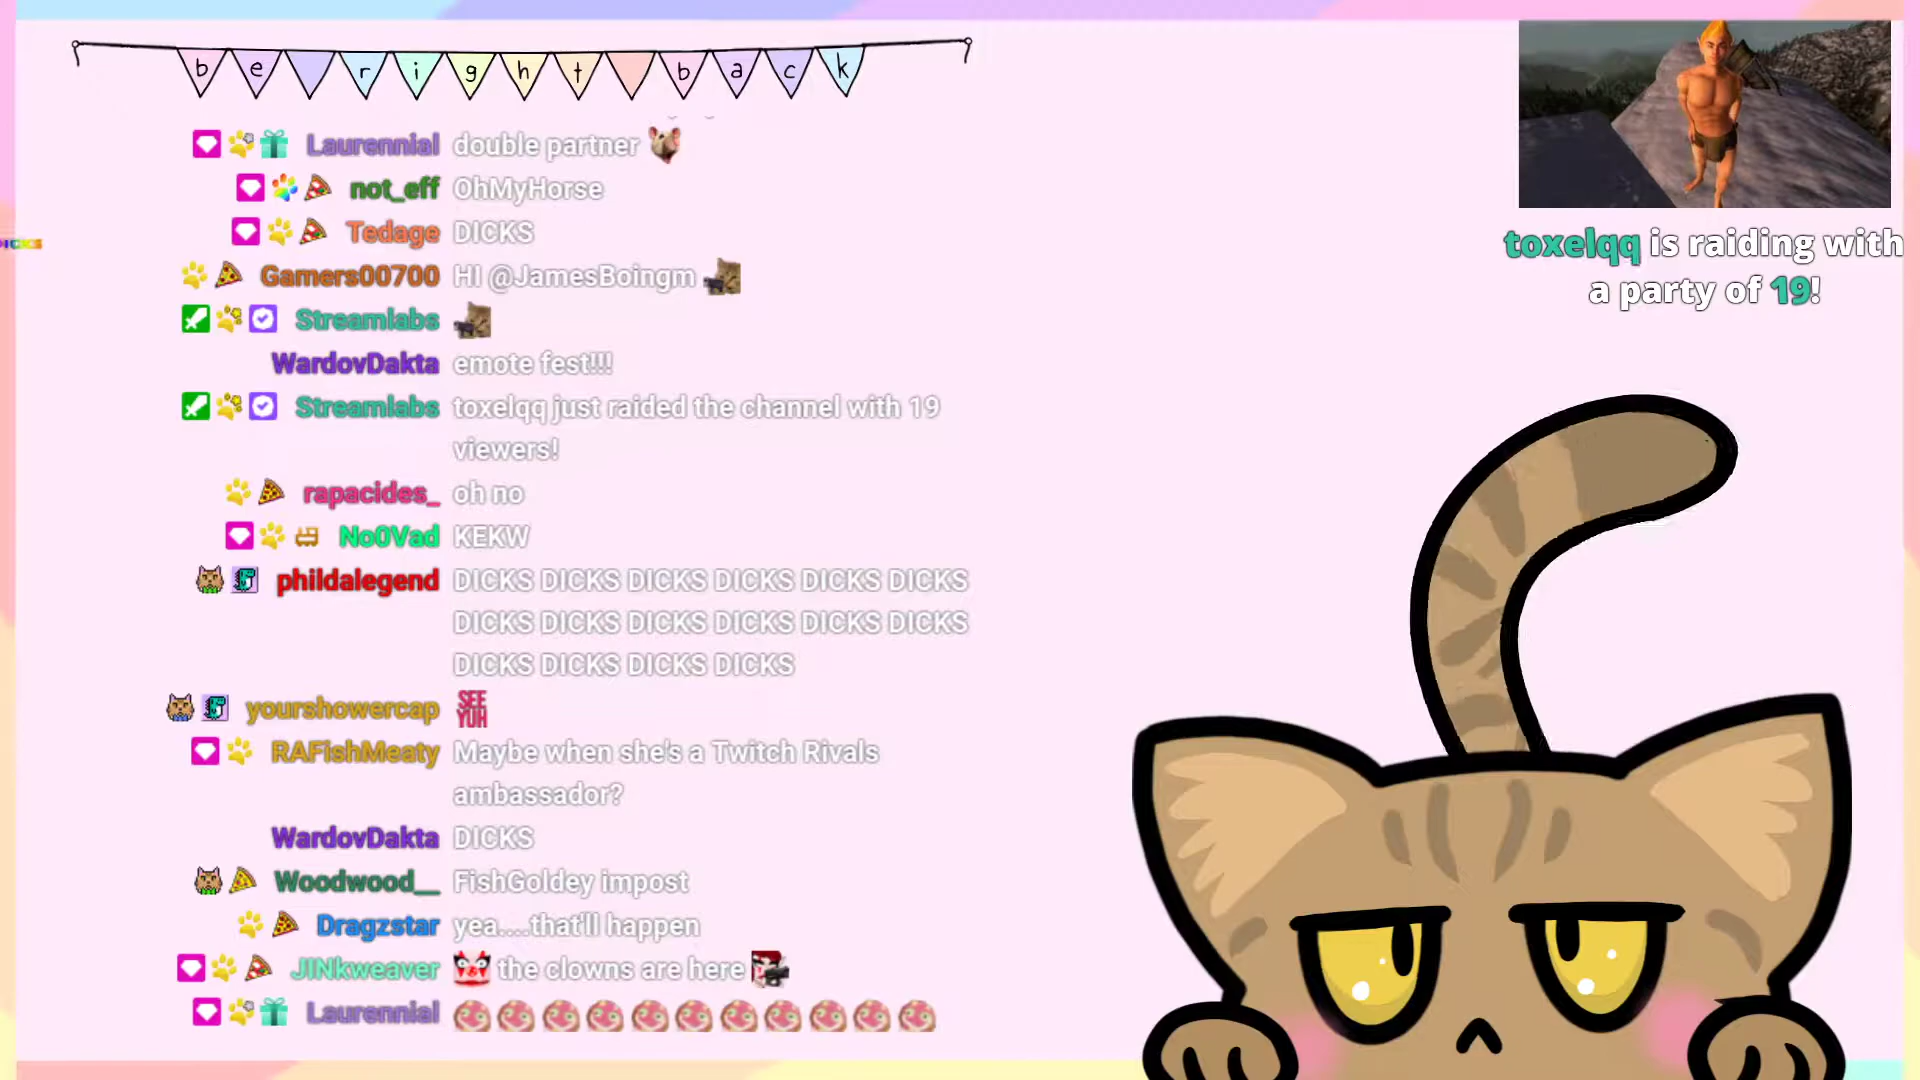 be right back
Laurennial double partner
not_eff OhMyHorse
Tedage DICKS
DICKS
Gamers00700 HI @JamesBoingm
Streamlabs
WardovDakta emote fest!!!
Streamlabs toxelqq just raided the channel with 19
viewers!
rapacides_ oh no
No0Vad KEKW
phildalegend DICKS DICKS DICKS DICKS DICKS DICKS
DICKS DICKS DICKS DICKS DICKS DICKS
DICKS DICKS DICKS DICKS
yourshowercap SEE
YUH
RAFishMeaty Maybe when she's a Twitch Rivals
ambassador?
WardovDakta DICKS
Woodwood__ FishGoldey impost
Dragzstar yea....that'll happen
JINkweaver the clowns are here
Laurennial
toxelqq is raiding with
a party of 19!